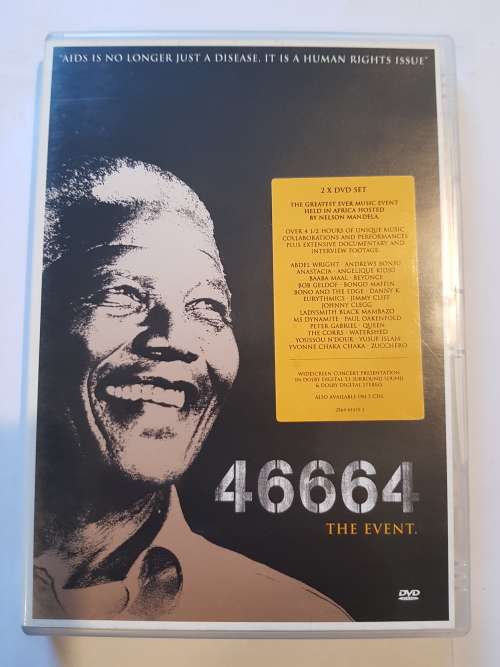 "AIDS IS NO LONGER JUST A DISEASE. IT IS A HUMAN RIGHTS ISSUE"
2 X DVD SET
THE GREATEST EVER MUSIC EVENT
HELD IN AFRICA HOSTED
BY NELSON MANDELA.
OVER 4 1/2 HOURS OF UNIQUE MUSIC
COLLABORATIONS AND PERFORMANCES
PLUS EXTENSIVE DOCUMENTARY AND
INTERVIEW FOOTAGE.
ABDEL WRIGHT · ANDREWS BONSU
ANASTACIA · ANGELIQUE KIDJO
BAABA MAAL · BEYONCE
BOB GELDOF · BONGO MAFFIN
BONO AND THE EDGE · DANNY K
EURYTHMICS · JIMMY CLIFF
JOHNNY CLEGG
LADYSMITH BLACK MAMBAZO
MS DYNAMITE · PAUL OAKENFOLD
PETER GABRIEL · QUEEN
THE CORRS · WATERSHED
YOUSSOU N'DOUR · YUSUF ISLAM
YVONNE CHAKA CHAKA · ZUCCHERO
WIDESCREEN CONCERT PRESENTATION
IN DOLBY DIGITAL 5.1 SURROUND SOUND
& DOLBY DIGITAL STEREO.
ALSO AVAILABLE ON 3 CDS.
46664
THE EVENT.
DVD